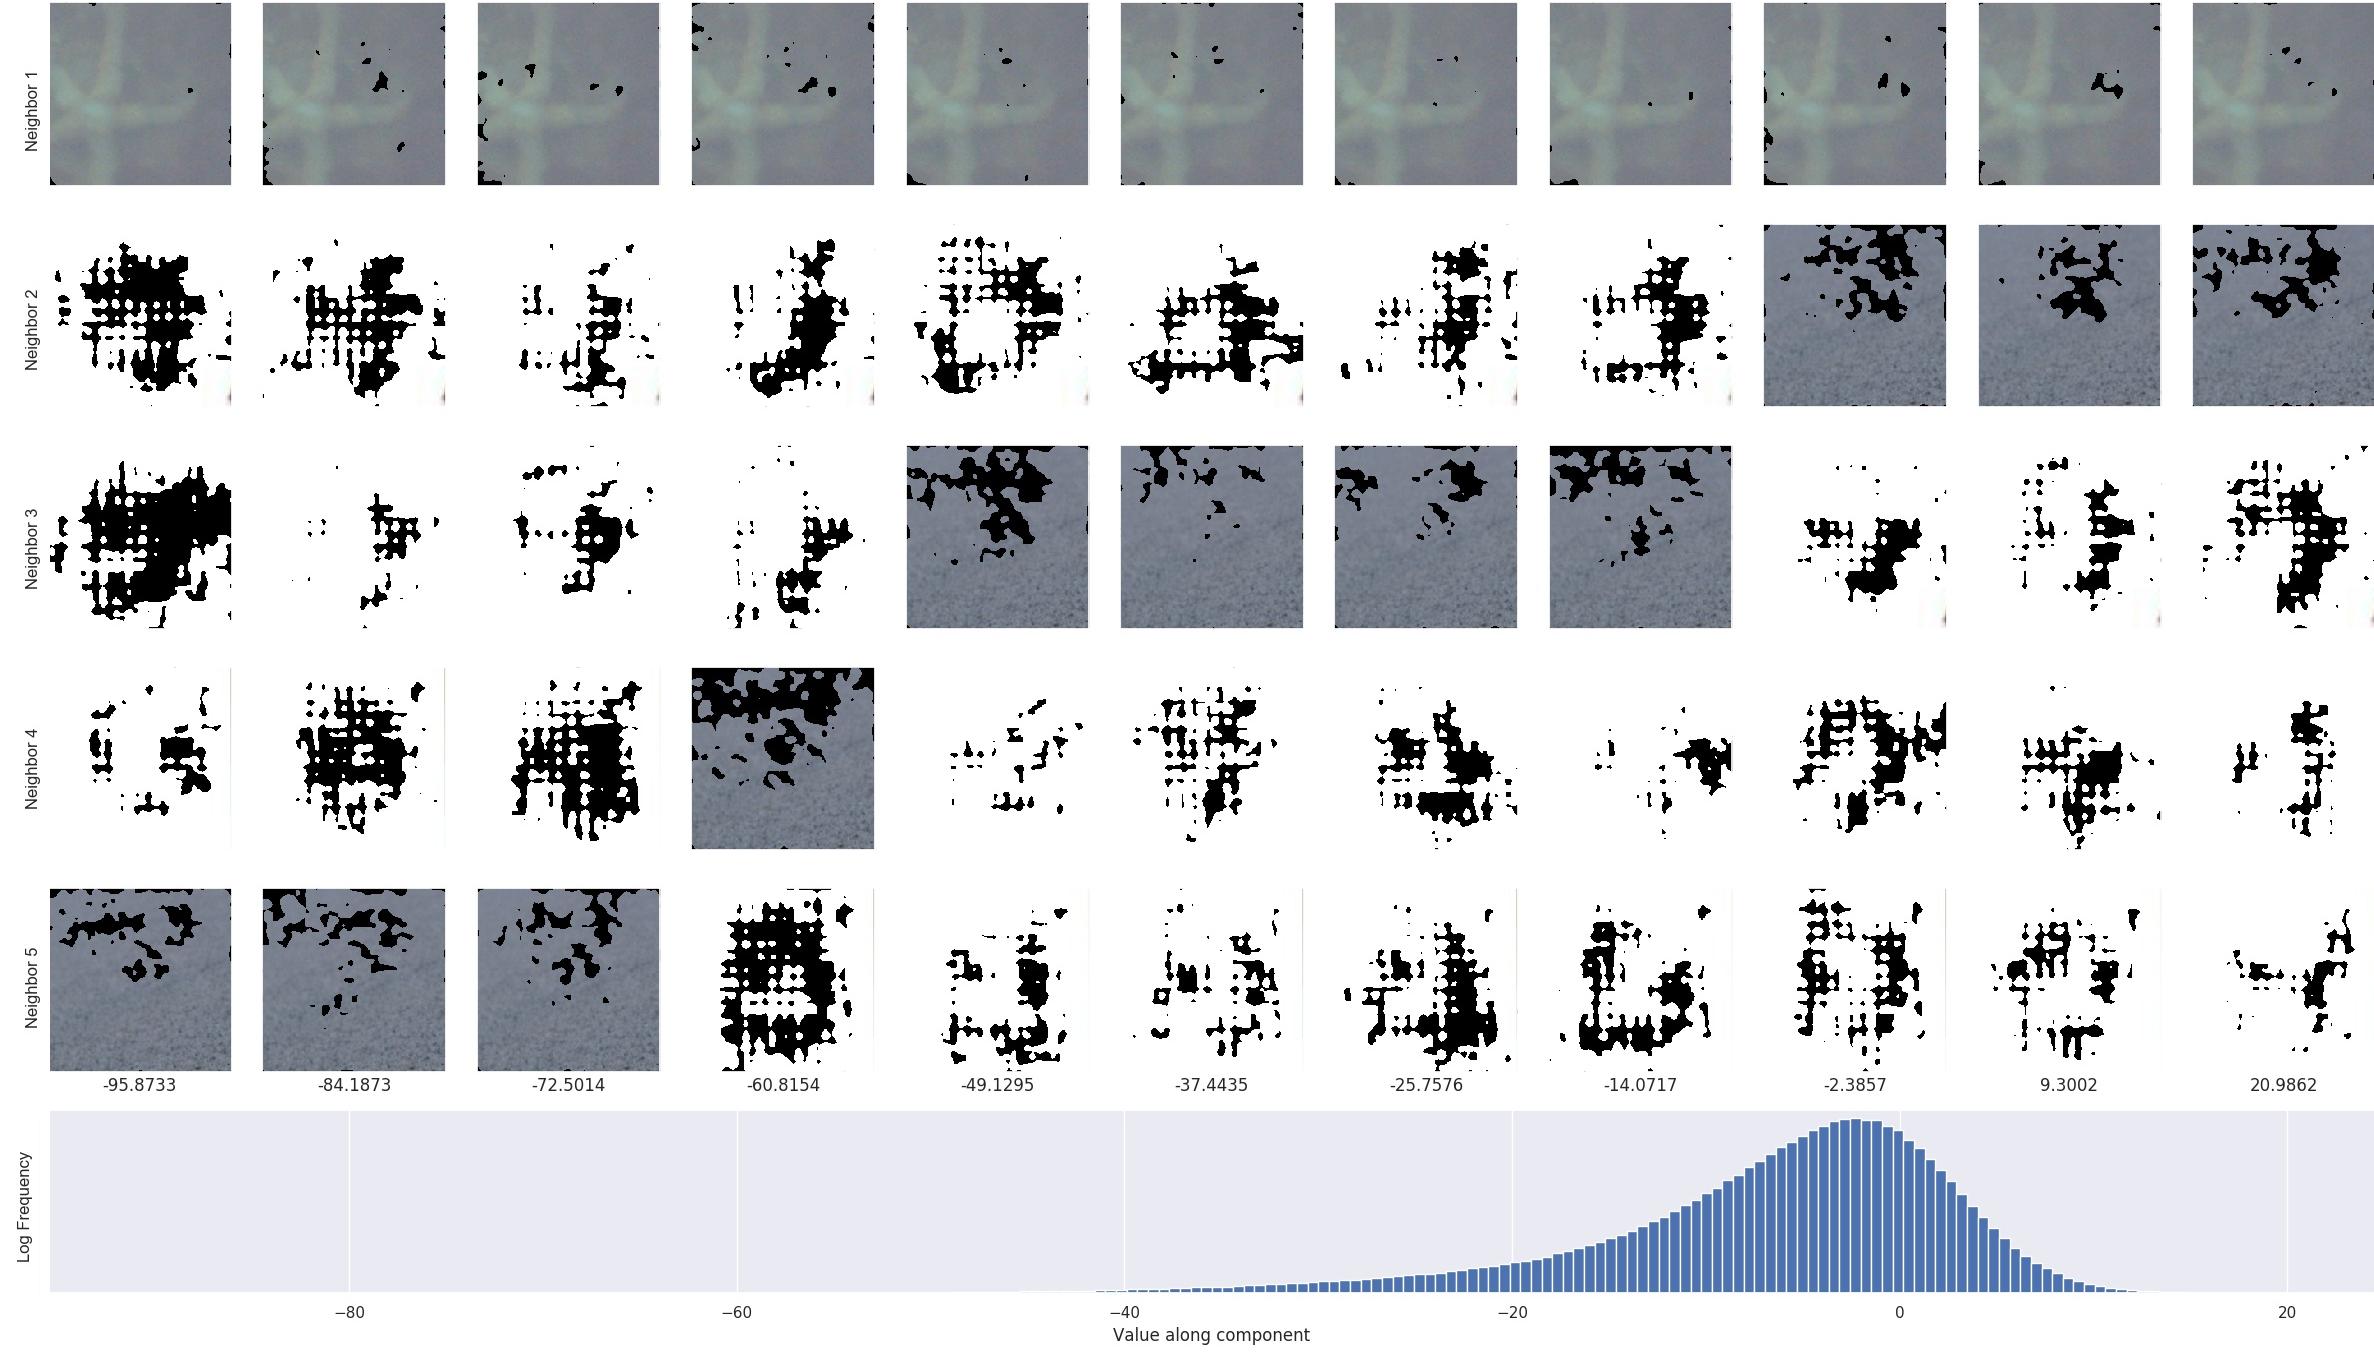 Neighbor 1
Neighbor 2
Neighbor 3
Neighbor 4
Neighbor 5
-95.8733 -84.1873 -72.5014 -60.8154 -49.1295 -37.4435 -25.7576 -14.0717 -2.3857 9.3002 20.9862
Log Frequency
−80 −60 −40 −20 0 20
Value along component